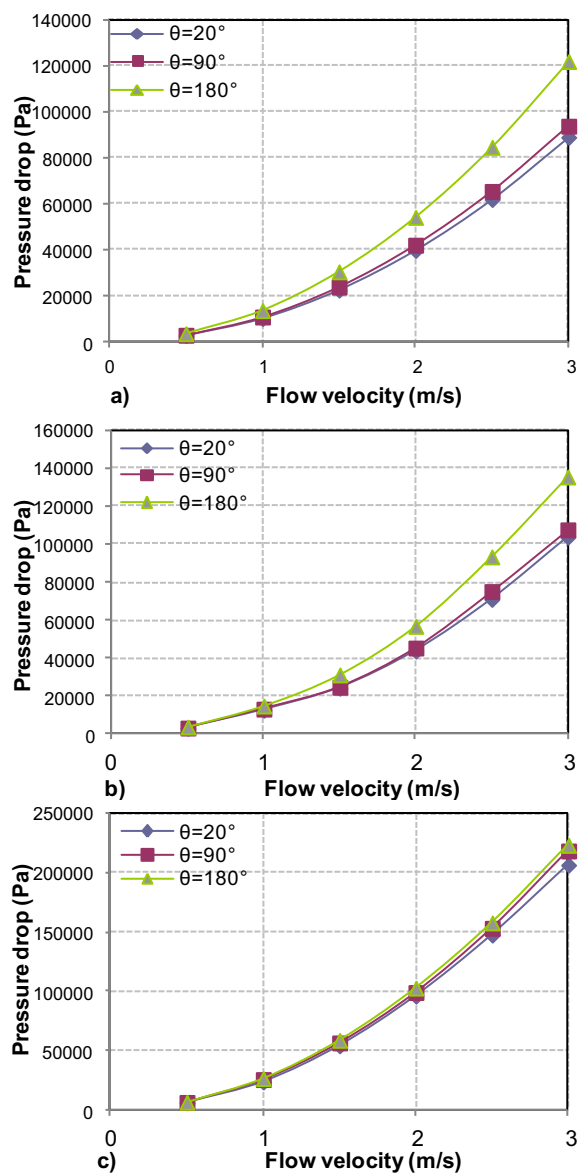 140000
120000
100000
80000
60000
40000
20000
0
Pressure drop (Pa)
θ=20°
θ=90°
θ=180°
0 1 2 3
a) Flow velocity (m/s)
160000
140000
120000
100000
80000
60000
40000
20000
0
Pressure drop (Pa)
θ=20°
θ=90°
θ=180°
0 1 2 3
b) Flow velocity (m/s)
250000
200000
150000
100000
50000
0
Pressure drop (Pa)
θ=20°
θ=90°
θ=180°
0 1 2 3
c) Flow velocity (m/s)